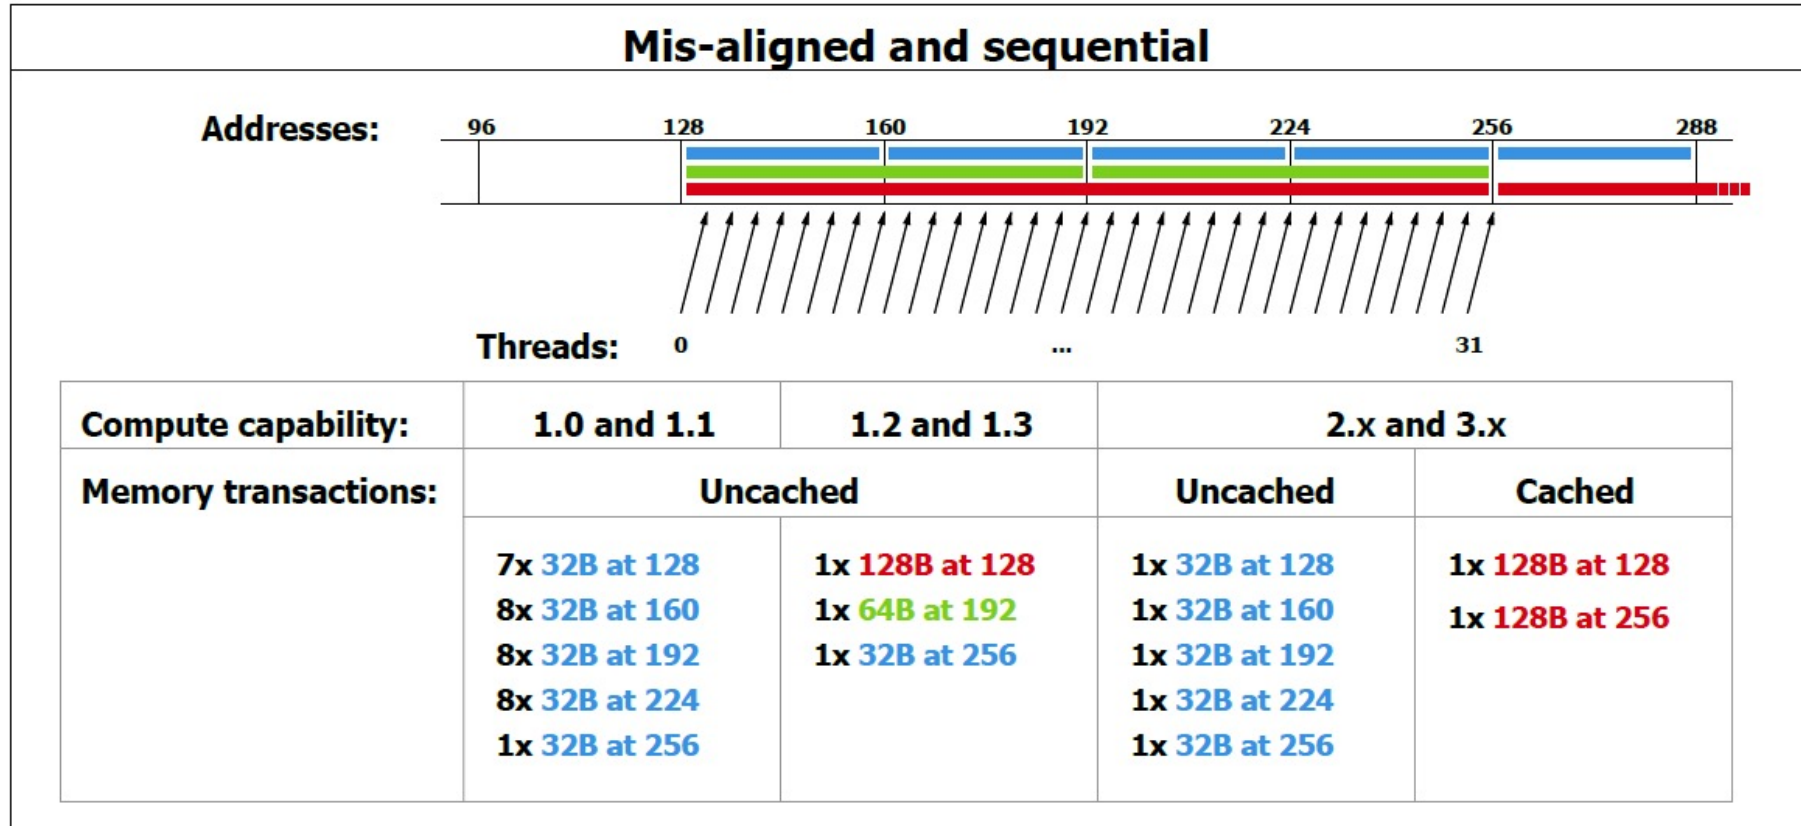 Mis-aligned and sequential
Addresses: 96 128 160 192 224 256 288
Threads: 0 ... 31
Compute capability: 1.0 and 1.1 1.2 and 1.3 2.x and 3.x
Memory transactions: Uncached Uncached Cached
7x 32B at 128 1x 128B at 128 1x 32B at 128 1x 128B at 128
8x 32B at 160 1x 64B at 192 1x 32B at 160 1x 128B at 256
8x 32B at 192 1x 32B at 256 1x 32B at 192
8x 32B at 224 1x 32B at 224
1x 32B at 256 1x 32B at 256